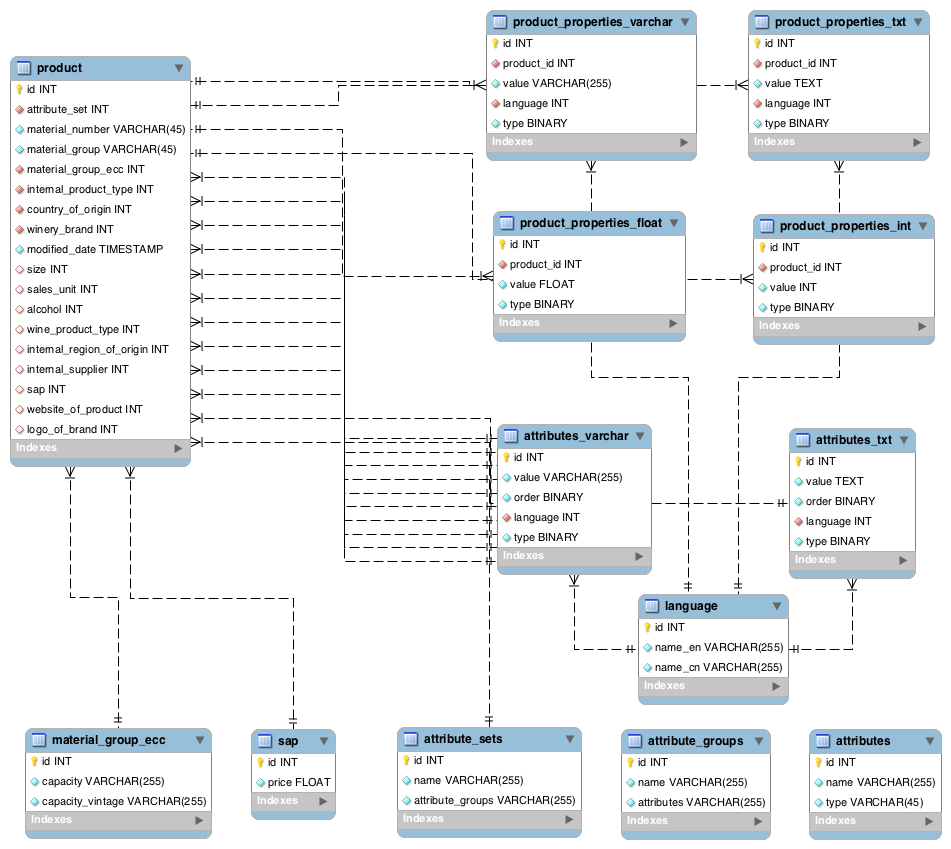 product
id INT
attribute_set INT
material_number VARCHAR(45)
material_group VARCHAR(45)
material_group_ecc INT
internal_product_type INT
country_of_origin INT
winery_brand INT
modified_date TIMESTAMP
size INT
sales_unit INT
alcohol INT
wine_product_type INT
internal_region_of_origin INT
internal_supplier INT
sap INT
website_of_product INT
logo_of_brand INT
Indexes
product_properties_varchar
id INT
product_id INT
value VARCHAR(255)
language INT
type BINARY
Indexes
product_properties_txt
id INT
product_id INT
value TEXT
language INT
type BINARY
Indexes
product_properties_float
id INT
product_id INT
value FLOAT
type BINARY
Indexes
product_properties_int
id INT
product_id INT
value INT
type BINARY
Indexes
attributes_varchar
id INT
value VARCHAR(255)
order BINARY
language INT
type BINARY
Indexes
attributes_txt
id INT
value TEXT
order BINARY
language INT
type BINARY
Indexes
language
id INT
name_en VARCHAR(255)
name_cn VARCHAR(255)
Indexes
material_group_ecc
id INT
capacity VARCHAR(255)
capacity_vintage VARCHAR(255)
Indexes
sap
id INT
price FLOAT
Indexes
attribute_sets
id INT
name VARCHAR(255)
attribute_groups VARCHAR(255)
Indexes
attribute_groups
id INT
name VARCHAR(255)
attributes VARCHAR(255)
Indexes
attributes
id INT
name VARCHAR(255)
type VARCHAR(45)
Indexes